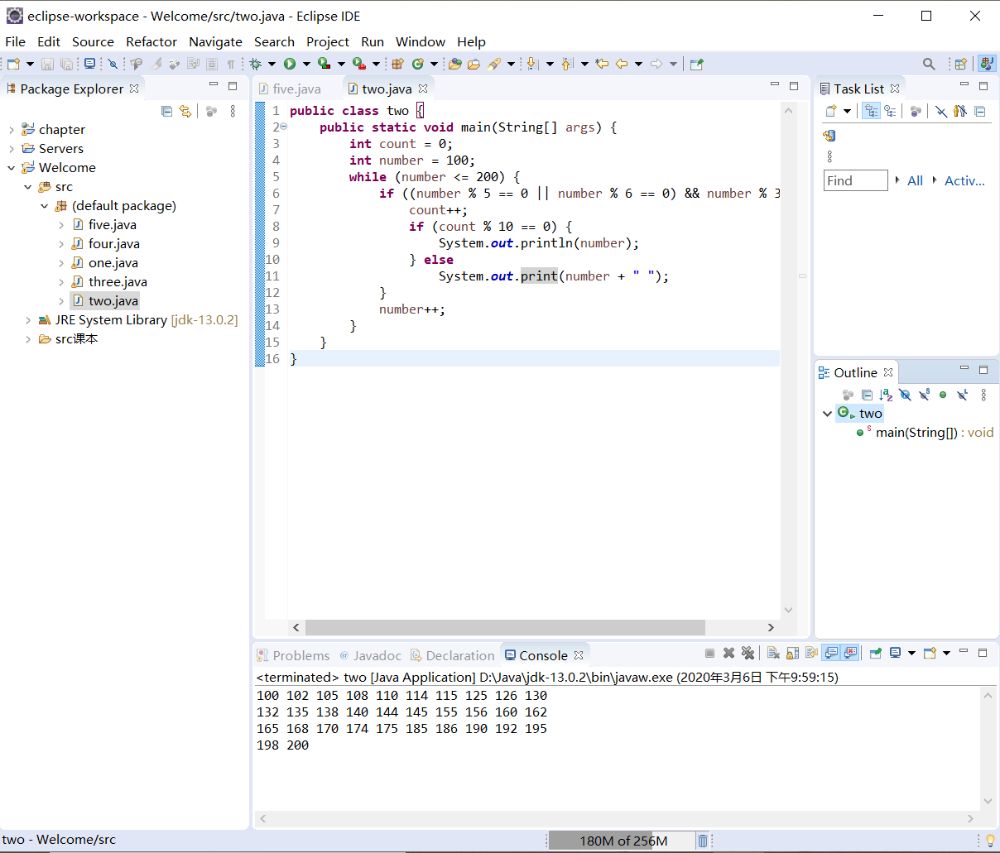 eclipse-workspace - Welcome/src/two.java - Eclipse IDE
File Edit Source Refactor Navigate Search Project Run Window Help
Package Explorer
chapter
Servers
Welcome
src
(default package)
five.java
four.java
one.java
three.java
two.java
JRE System Library [jdk-13.0.2]
src课本
five.java two.java
1 public class two {
2 public static void main(String[] args) {
3 int count = 0;
4 int number = 100;
5 while (number <= 200) {
6 if ((number % 5 == 0 || number % 6 == 0) && number % 3
7 count++;
8 if (count % 10 == 0) {
9 System.out.println(number);
10 } else
11 System.out.print(number + " ");
12 }
13 number++;
14 }
15 }
16 }
Task List
Find All Activ...
Outline
two
main(String[]) : void
Problems @ Javadoc Declaration Console
<terminated> two [Java Application] D:\Java\jdk-13.0.2\bin\javaw.exe (2020年3月6日 下午9:59:15)
100 102 105 108 110 114 115 125 126 130
132 135 138 140 144 145 155 156 160 162
165 168 170 174 175 185 186 190 192 195
198 200
two - Welcome/src
180M of 256M